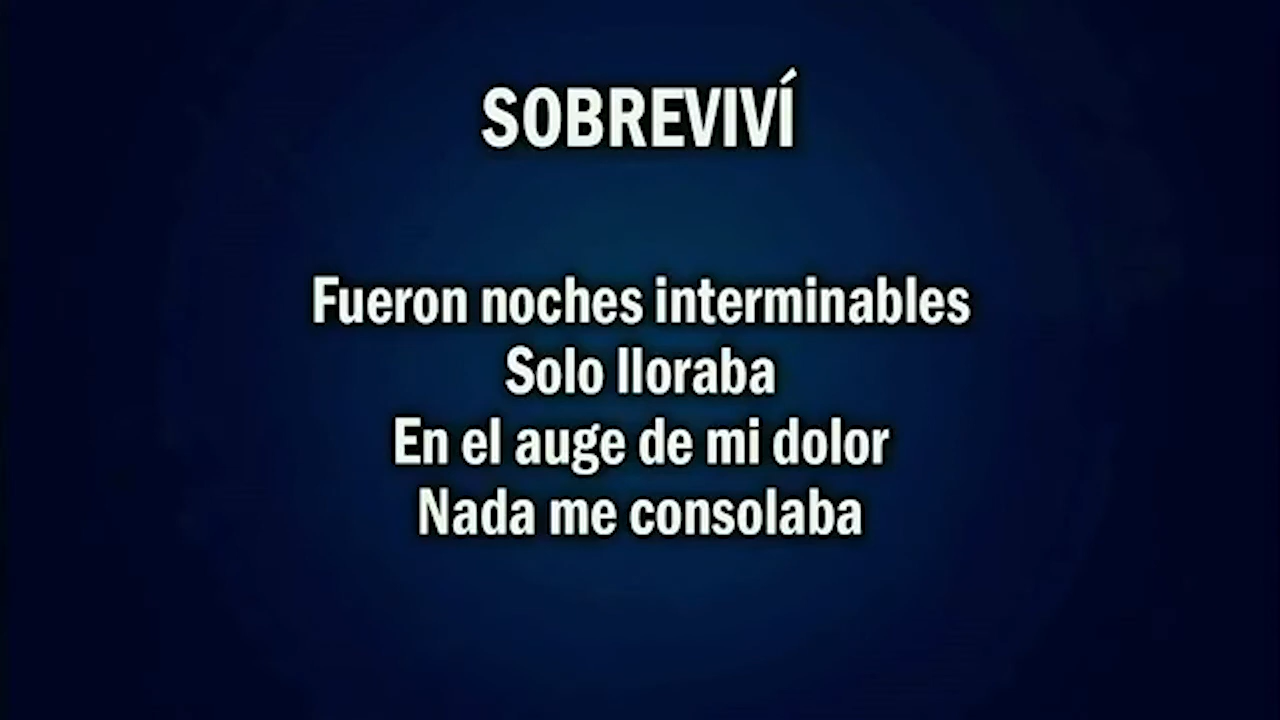 SOBREVIVÍ
Fueron noches interminables
Solo lloraba
En el auge de mi dolor
Nada me consolaba